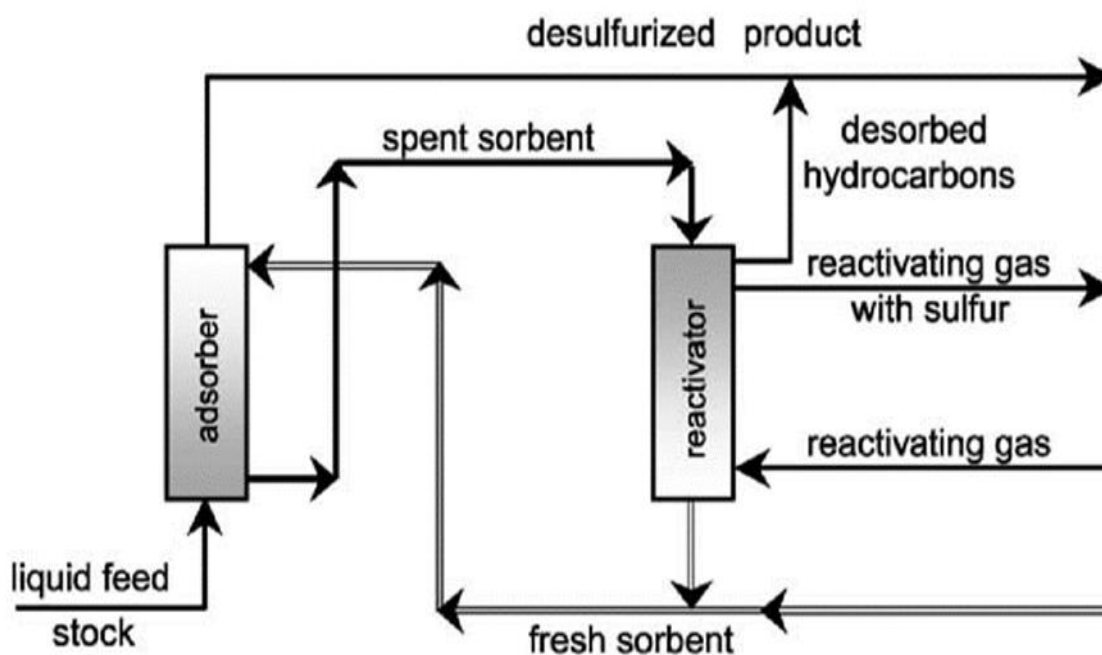 desulfurized product
spent sorbent
desorbed
hydrocarbons
adsorber
reactivator
reactivating gas
with sulfur
reactivating gas
liquid feed
stock
fresh sorbent